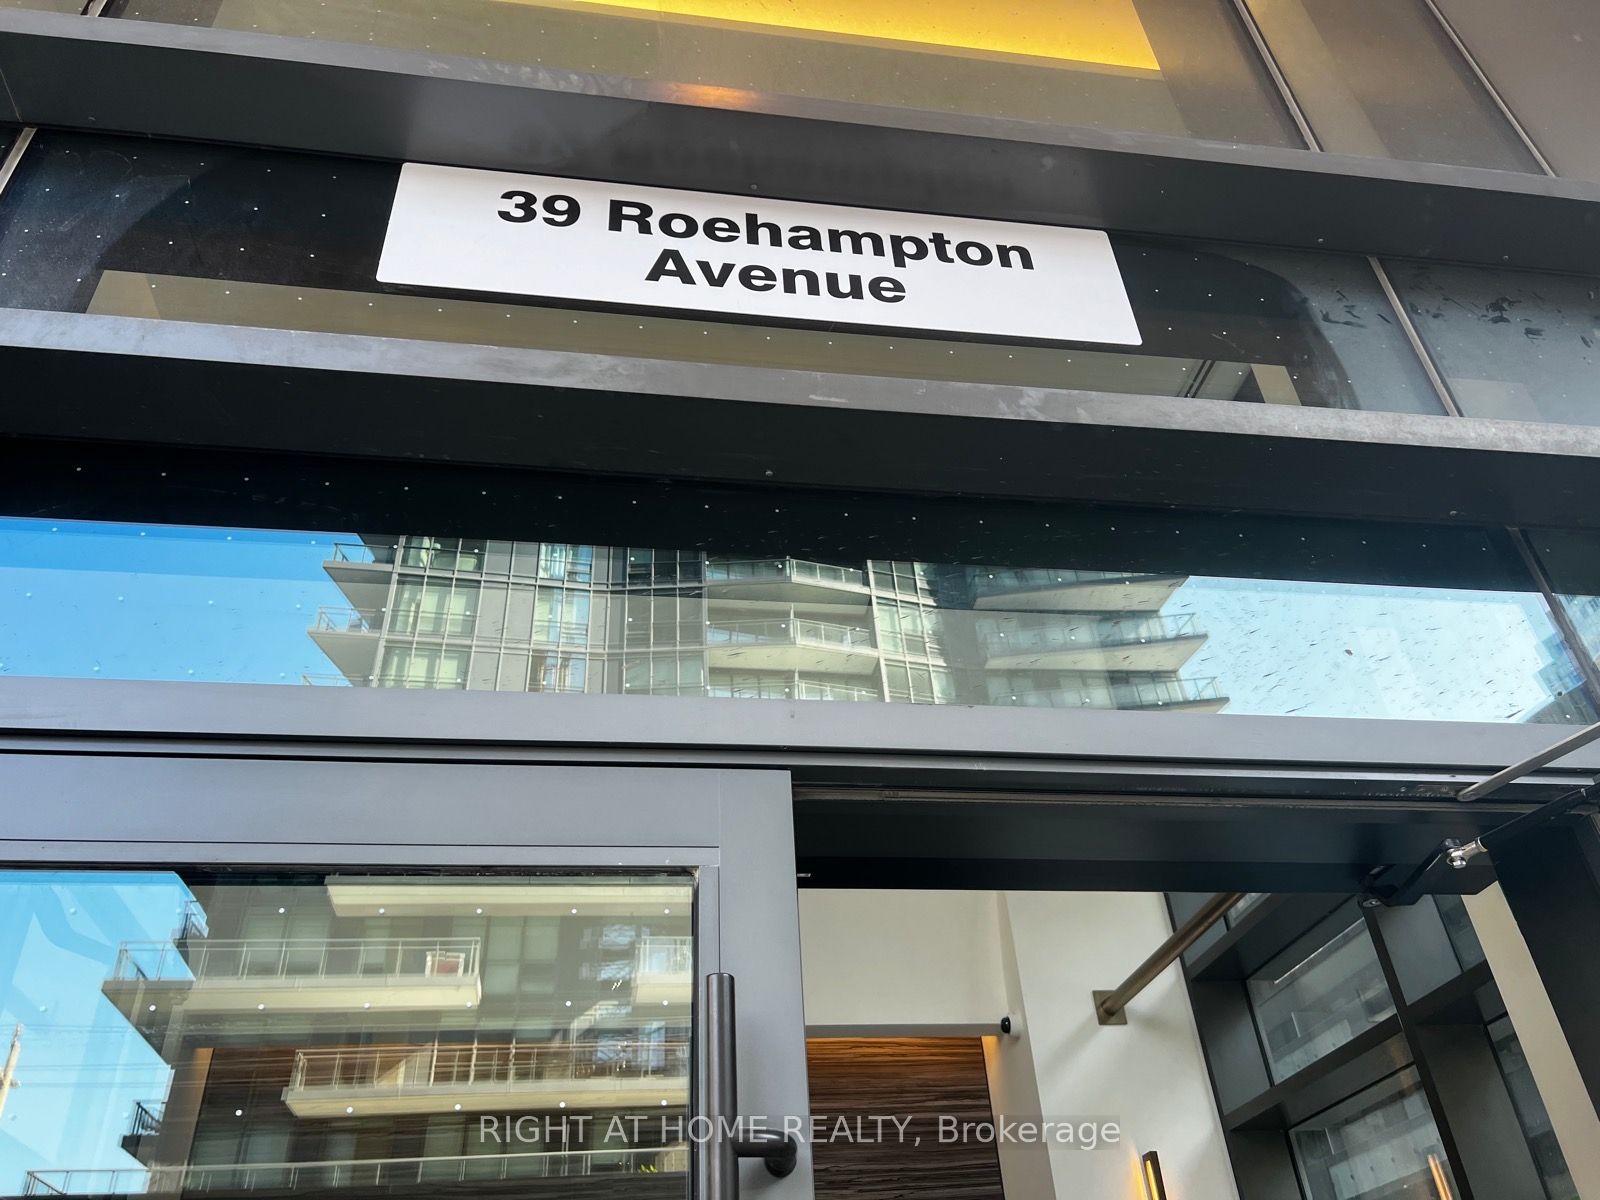 39 Roehampton
Avenue
RIGHT AT HOME REALTY, Brokerage